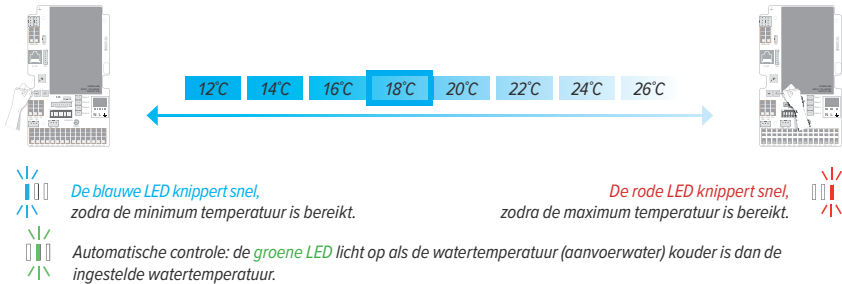 12°C 14°C 16°C 18°C 20°C 22°C 24°C 26°C
De blauwe LED knippert snel,
zodra de minimum temperatuur is bereikt.
De rode LED knippert snel,
zodra de maximum temperatuur is bereikt.
Automatische controle: de groene LED licht op als de watertemperatuur (aanvoerwater) kouder is dan de
ingestelde watertemperatuur.